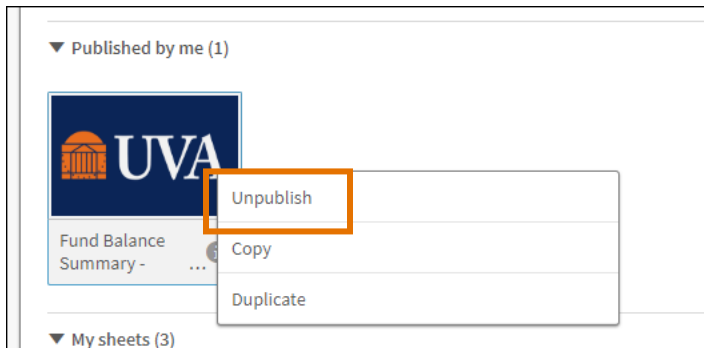 Published by me (1)
UVA
Unpublish
Fund Balance
Summary - ...
Copy
Duplicate
My sheets (3)